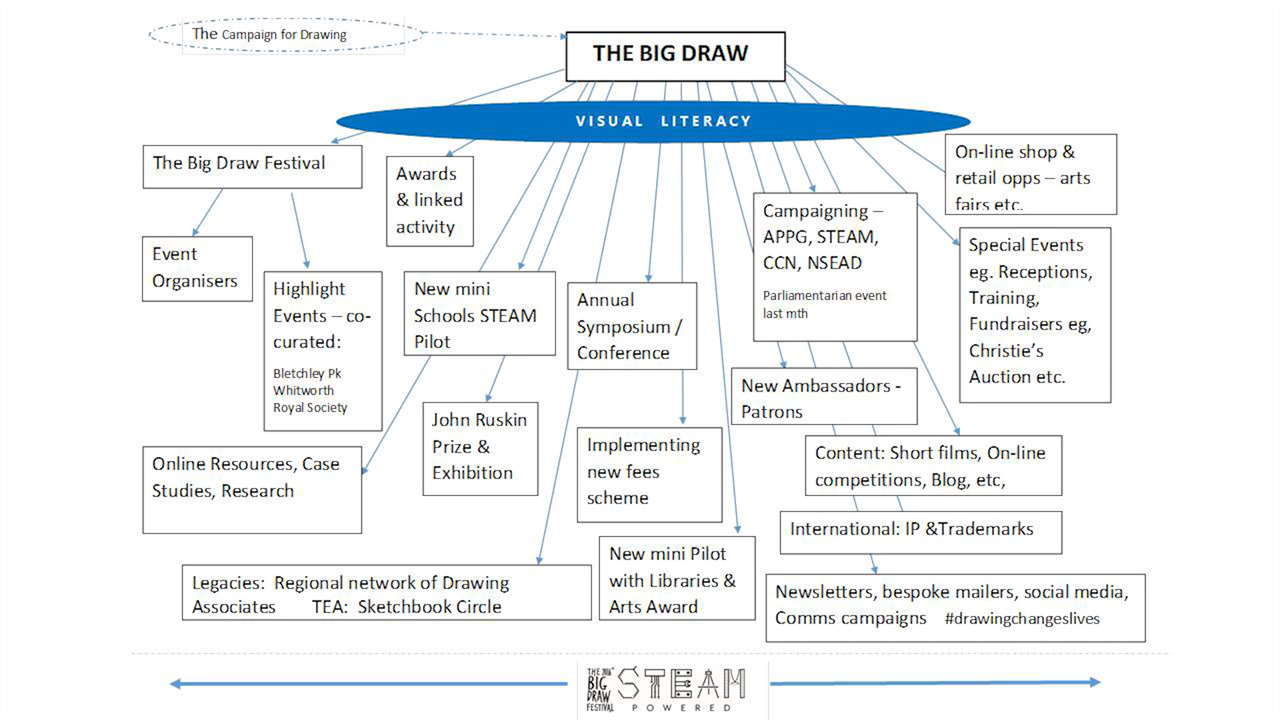 The Campaign for Drawing
THE BIG DRAW
VISUAL LITERACY
The Big Draw Festival
Awards
& linked
activity
On-line shop &
retail opps – arts
fairs etc.
Campaigning –
APPG, STEAM,
CCN, NSEAD
Parliamentarian event
last mth
Special Events
eg. Receptions,
Training,
Fundraisers eg,
Christie's
Auction etc.
Event
Organisers
Highlight
Events – co-
curated:
Bletchley Pk
Whitworth
Royal Society
New mini
Schools STEAM
Pilot
Annual
Symposium /
Conference
New Ambassadors -
Patrons
John Ruskin
Prize &
Exhibition
Implementing
new fees
scheme
Content: Short films, On-line
competitions, Blog, etc,
Online Resources, Case
Studies, Research
International: IP &Trademarks
New mini Pilot
with Libraries &
Arts Award
Legacies: Regional network of Drawing
Associates TEA: Sketchbook Circle
Newsletters, bespoke mailers, social media,
Comms campaigns #drawingchangeslives
THE 2016
BIG
DRAW
FESTIVAL
STEAM
POWERED